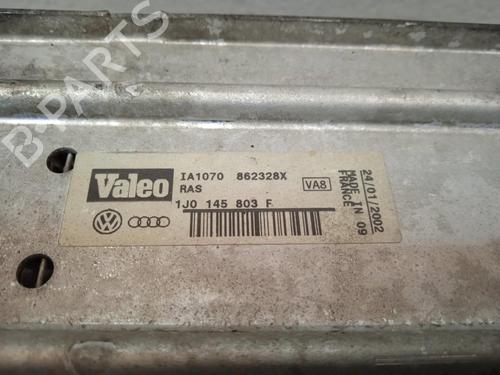 B-PARTS
Valeo
IA1070 862328X
RAS
VA8
1J0 145 803 F
24/01/2002
MADE IN 09
FRANCE